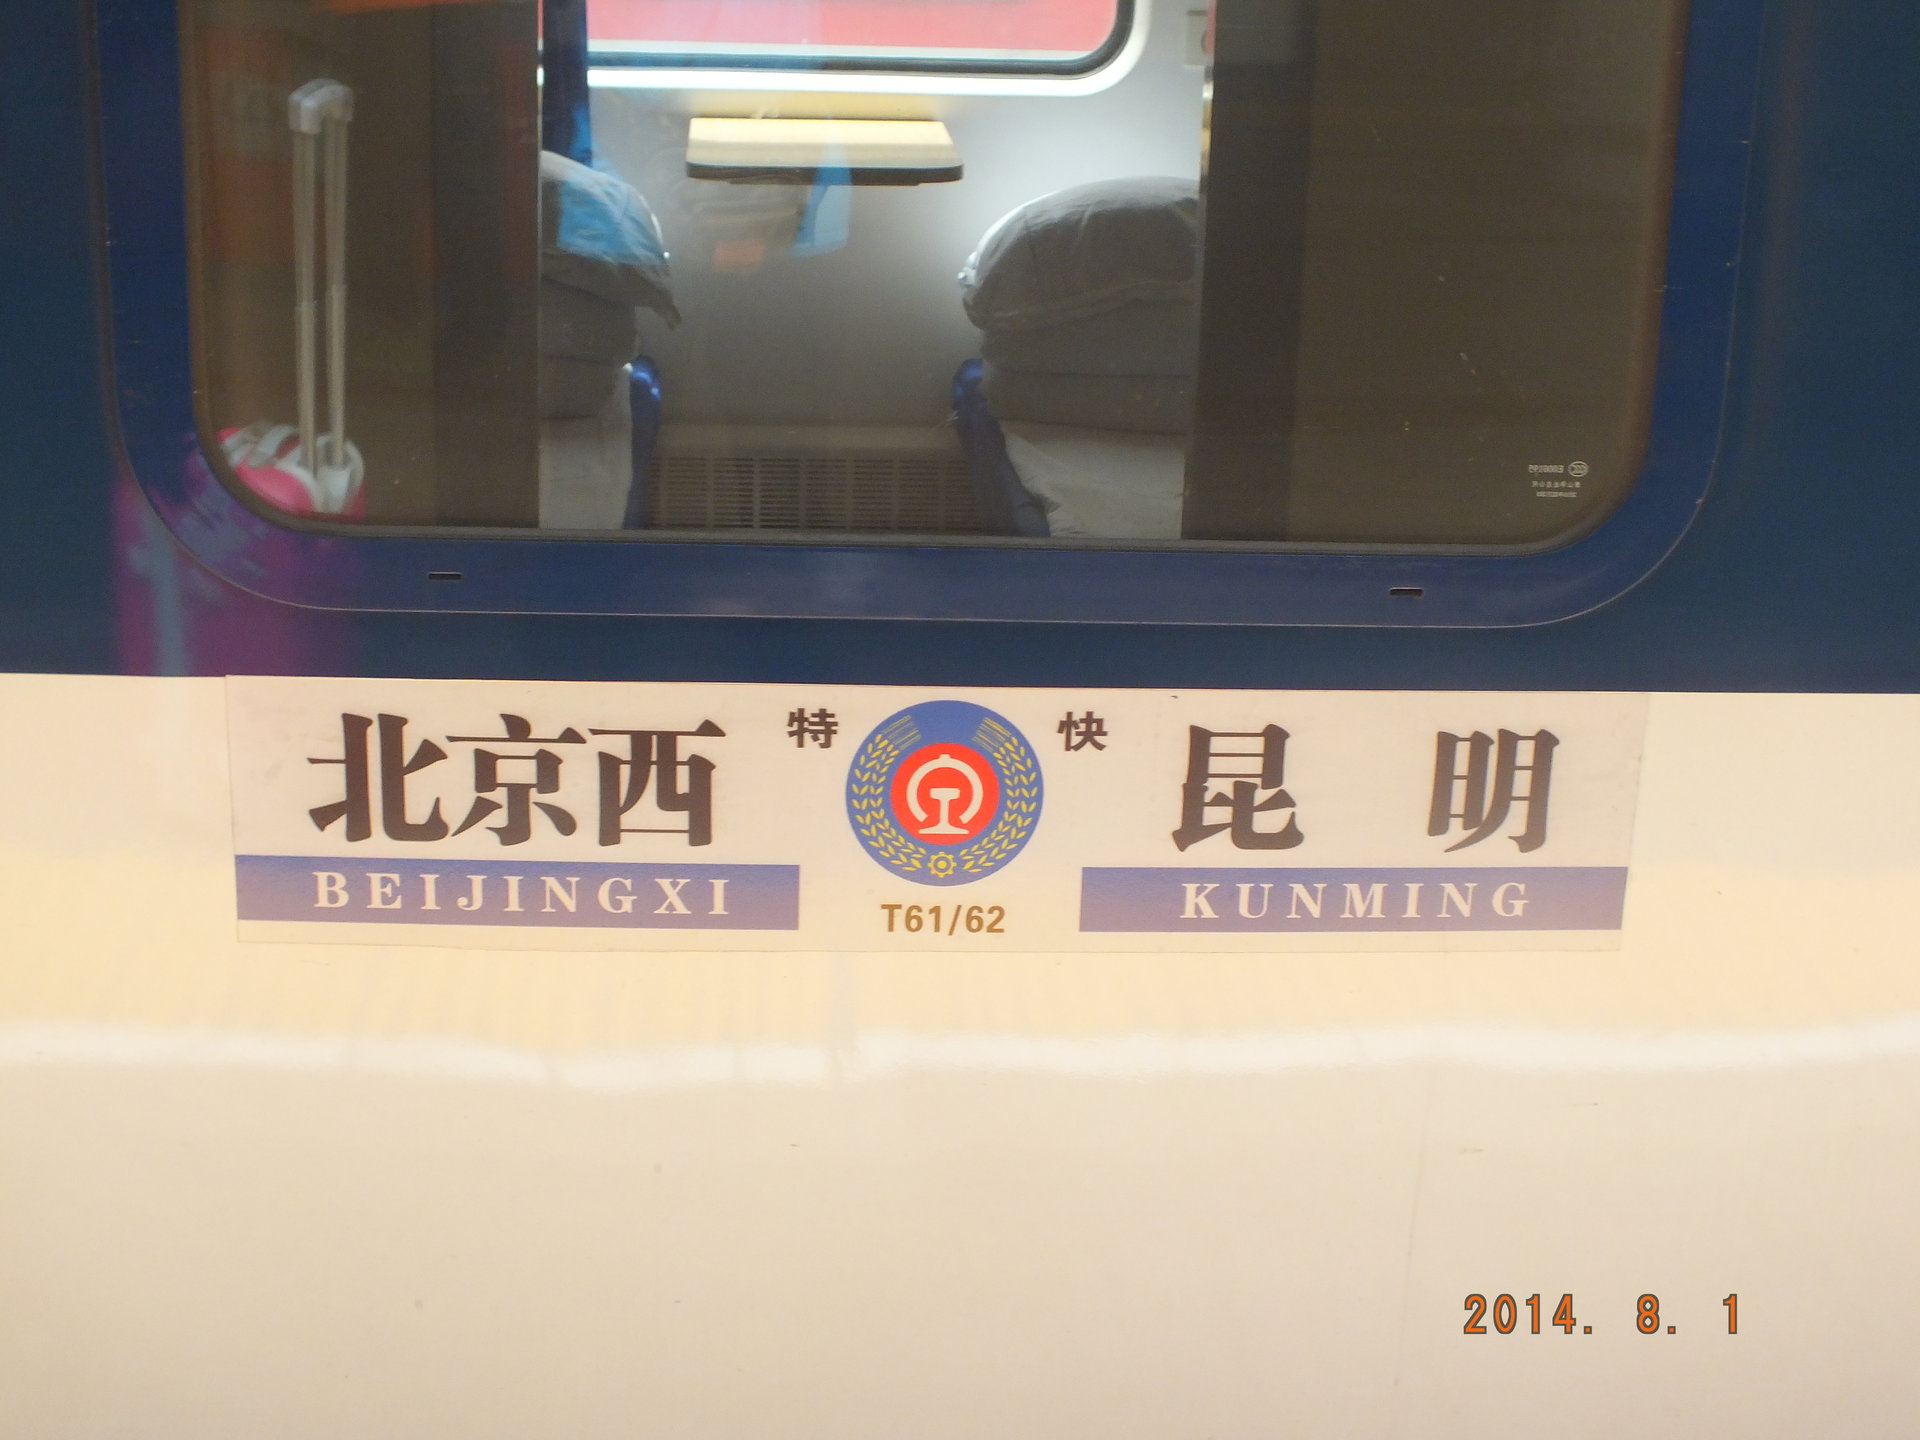 北京西 特 快 昆 明
BEIJINGXI T61/62 KUNMING
2014. 8. 1